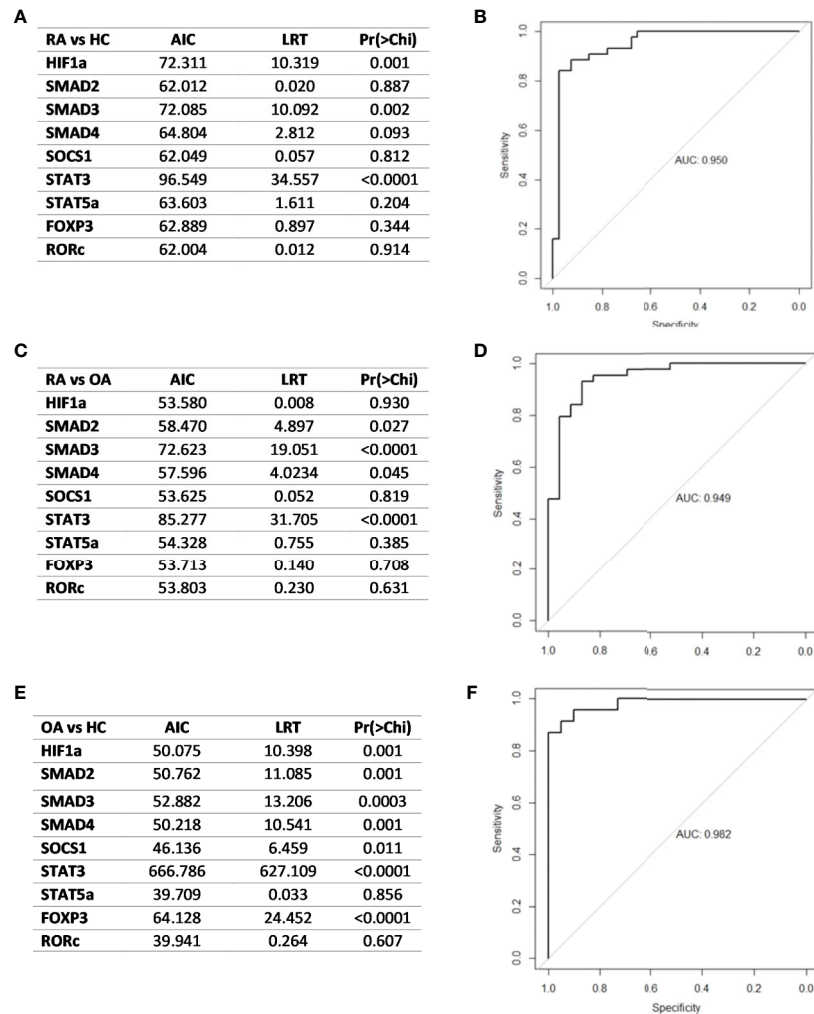 A
RA vs HC AIC LRT Pr(>Chi)
HIF1a 72.311 10.319 0.001
SMAD2 62.012 0.020 0.887
SMAD3 72.085 10.092 0.002
SMAD4 64.804 2.812 0.093
SOCS1 62.049 0.057 0.812
STAT3 96.549 34.557 <0.0001
STAT5a 63.603 1.611 0.204
FOXP3 62.889 0.897 0.344
RORc 62.004 0.012 0.914
B
Sensitivity
0.0 0.2 0.4 0.6 0.8 1.0
AUC: 0.950
1.0 0.8 0.6 0.4 0.2 0.0
Specificity
C
RA vs OA AIC LRT Pr(>Chi)
HIF1a 53.580 0.008 0.930
SMAD2 58.470 4.897 0.027
SMAD3 72.623 19.051 <0.0001
SMAD4 57.596 4.0234 0.045
SOCS1 53.625 0.052 0.819
STAT3 85.277 31.705 <0.0001
STAT5a 54.328 0.755 0.385
FOXP3 53.713 0.140 0.708
RORc 53.803 0.230 0.631
D
Sensitivity
0.0 0.2 0.4 0.6 0.8 1.0
AUC: 0.949
1.0 0.8 0.6 0.4 0.2 0.0
E
OA vs HC AIC LRT Pr(>Chi)
HIF1a 50.075 10.398 0.001
SMAD2 50.762 11.085 0.001
SMAD3 52.882 13.206 0.0003
SMAD4 50.218 10.541 0.001
SOCS1 46.136 6.459 0.011
STAT3 666.786 627.109 <0.0001
STAT5a 39.709 0.033 0.856
FOXP3 64.128 24.452 <0.0001
RORc 39.941 0.264 0.607
F
Sensitivity
0.0 0.2 0.4 0.6 0.8 1.0
AUC: 0.982
1.0 0.8 0.6 0.4 0.2 0.0
Specificity